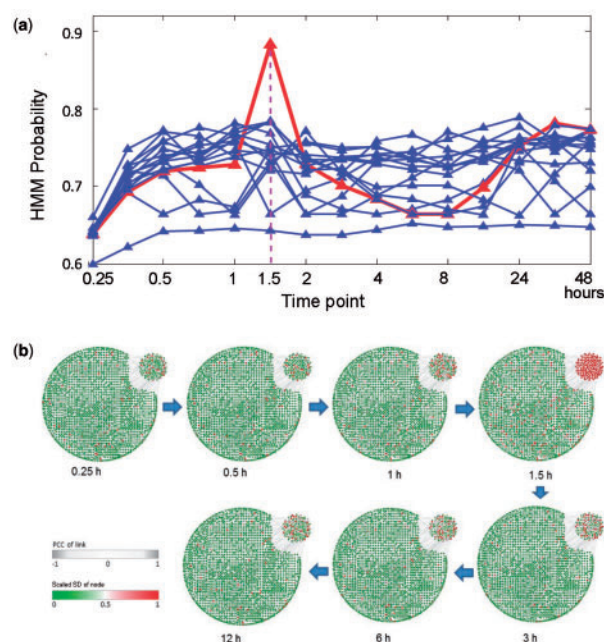 (a)
0.9
0.8
0.7
0.6
HMM Probability
0.25 0.5 1 1.5 2 4 8 24 48
hours
Time point
(b)
0.25 h
0.5 h
1 h
1.5 h
PCC of link
-1 0 1
Scaled SD of node
0 0.5 1
12 h
6 h
3 h